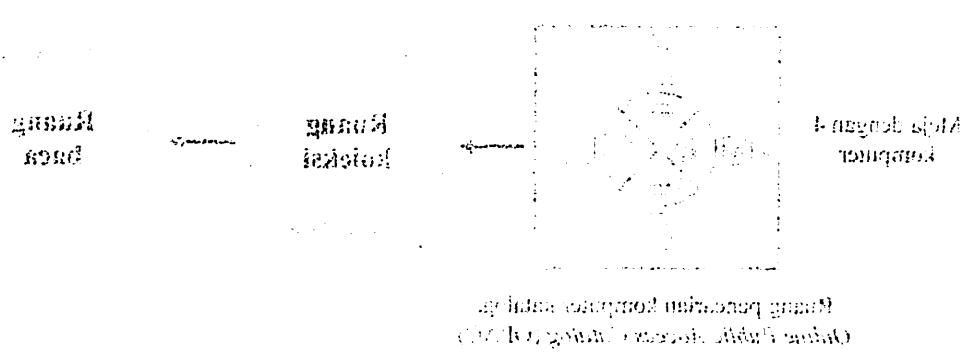 Meja dengan 4
komputer
Ruang
koleksi
Ruang
baca
Ruang pencarian komputer katalog,
Online Public Access Catalog (OPAC)